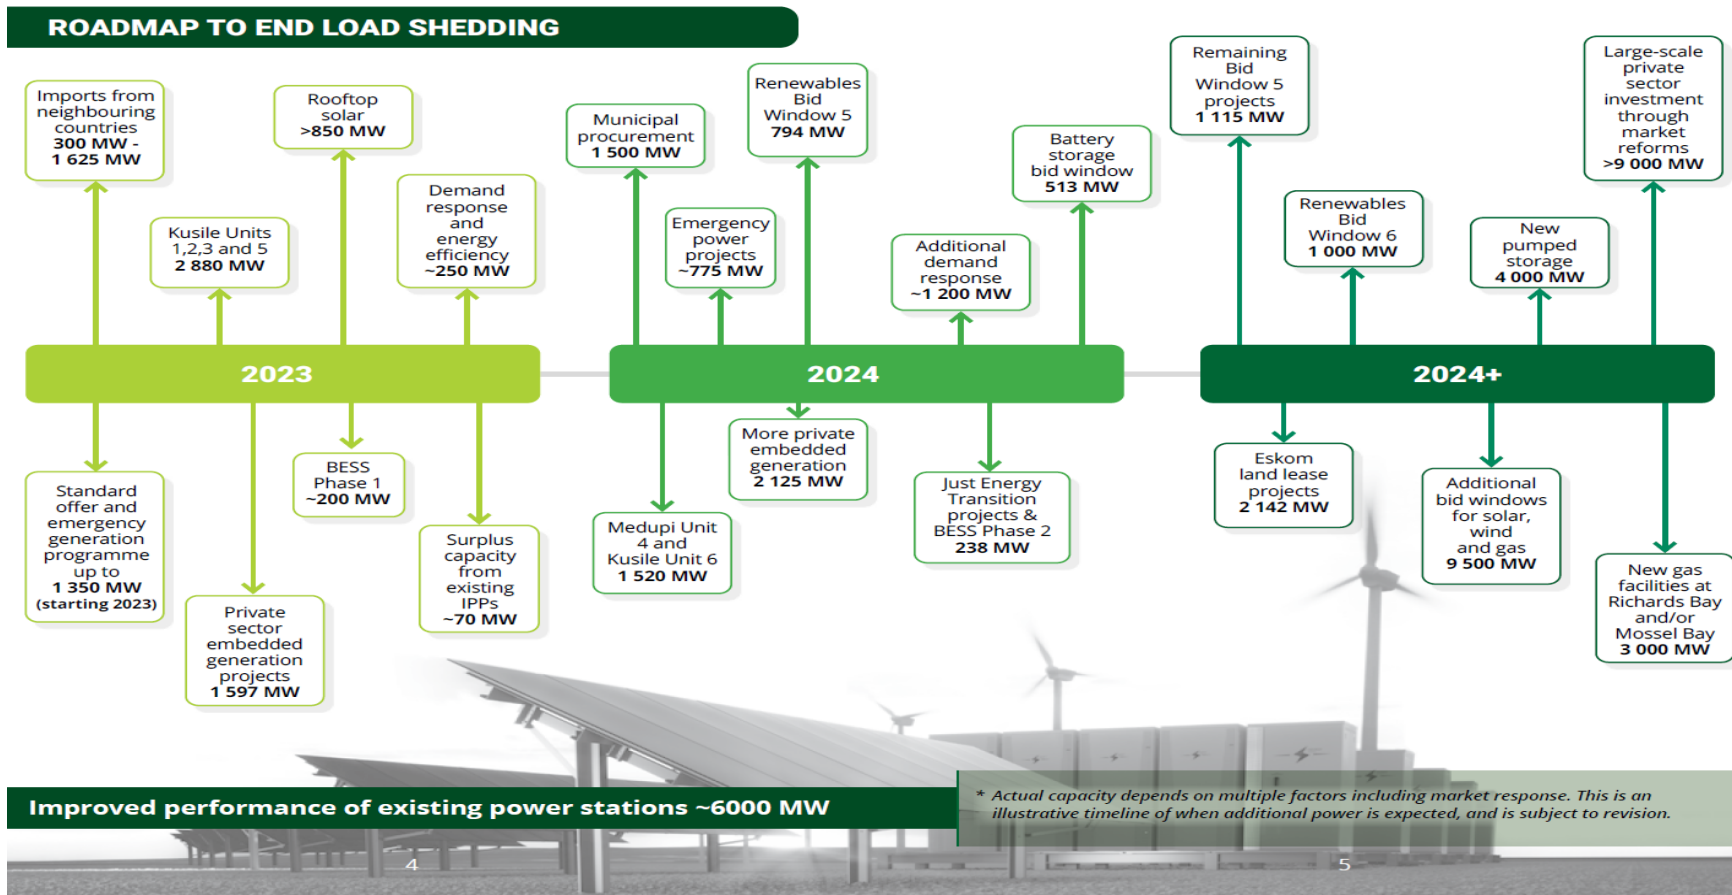 ROADMAP TO END LOAD SHEDDING
Imports from
neighbouring
countries
300 MW -
1 625 MW
Kusile Units
1,2,3 and 5
2 880 MW
Rooftop
solar
>850 MW
Demand
response
and
energy
efficiency
~250 MW
Municipal
procurement
1 500 MW
Emergency
power
projects
~775 MW
Renewables
Bid
Window 5
794 MW
Additional
demand
response
~1 200 MW
Battery
storage
bid window
513 MW
Remaining
Bid
Window 5
projects
1 115 MW
Renewables
Bid
Window 6
1 000 MW
New
pumped
storage
4 000 MW
Large-scale
private
sector
investment
through
market
reforms
>9 000 MW
2023
2024
2024+
Standard
offer and
emergency
generation
programme
up to
1 350 MW
(starting 2023)
Private
sector
embedded
generation
projects
1 597 MW
BESS
Phase 1
~200 MW
Surplus
capacity
from
existing
IPPs
~70 MW
Medupi Unit
4 and
Kusile Unit 6
1 520 MW
More private
embedded
generation
2 125 MW
Just Energy
Transition
projects &
BESS Phase 2
238 MW
Eskom
land lease
projects
2 142 MW
Additional
bid windows
for solar,
wind
and gas
9 500 MW
New gas
facilities at
Richards Bay
and/or
Mossel Bay
3 000 MW
Improved performance of existing power stations ~6000 MW
* Actual capacity depends on multiple factors including market response. This is an
illustrative timeline of when additional power is expected, and is subject to revision.
4
5